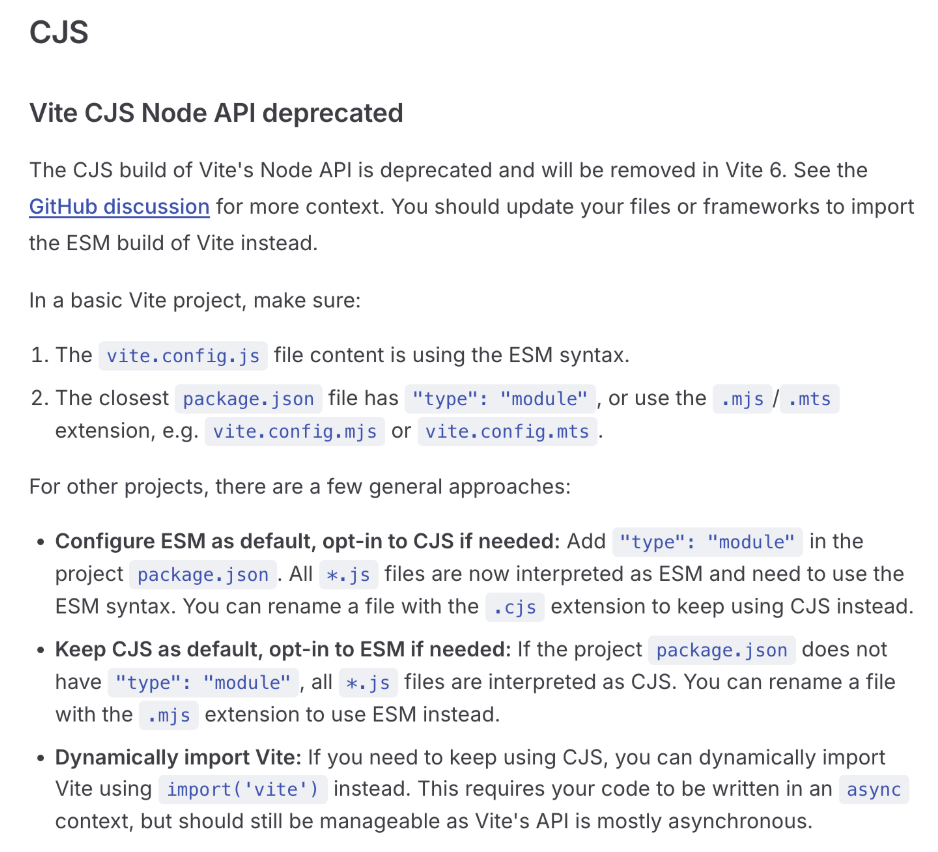 CJS
Vite CJS Node API deprecated
The CJS build of Vite's Node API is deprecated and will be removed in Vite 6. See the
GitHub discussion for more context. You should update your files or frameworks to import
the ESM build of Vite instead.
In a basic Vite project, make sure:
1. The vite.config.js file content is using the ESM syntax.
2. The closest package.json file has "type": "module", or use the .mjs/.mts
extension, e.g. vite.config.mjs or vite.config.mts.
For other projects, there are a few general approaches:
• Configure ESM as default, opt-in to CJS if needed: Add "type": "module" in the
project package.json. All *.js files are now interpreted as ESM and need to use the
ESM syntax. You can rename a file with the .cjs extension to keep using CJS instead.
• Keep CJS as default, opt-in to ESM if needed: If the project package.json does not
have "type": "module", all *.js files are interpreted as CJS. You can rename a file
with the .mjs extension to use ESM instead.
• Dynamically import Vite: If you need to keep using CJS, you can dynamically import
Vite using import('vite') instead. This requires your code to be written in an async
context, but should still be manageable as Vite's API is mostly asynchronous.